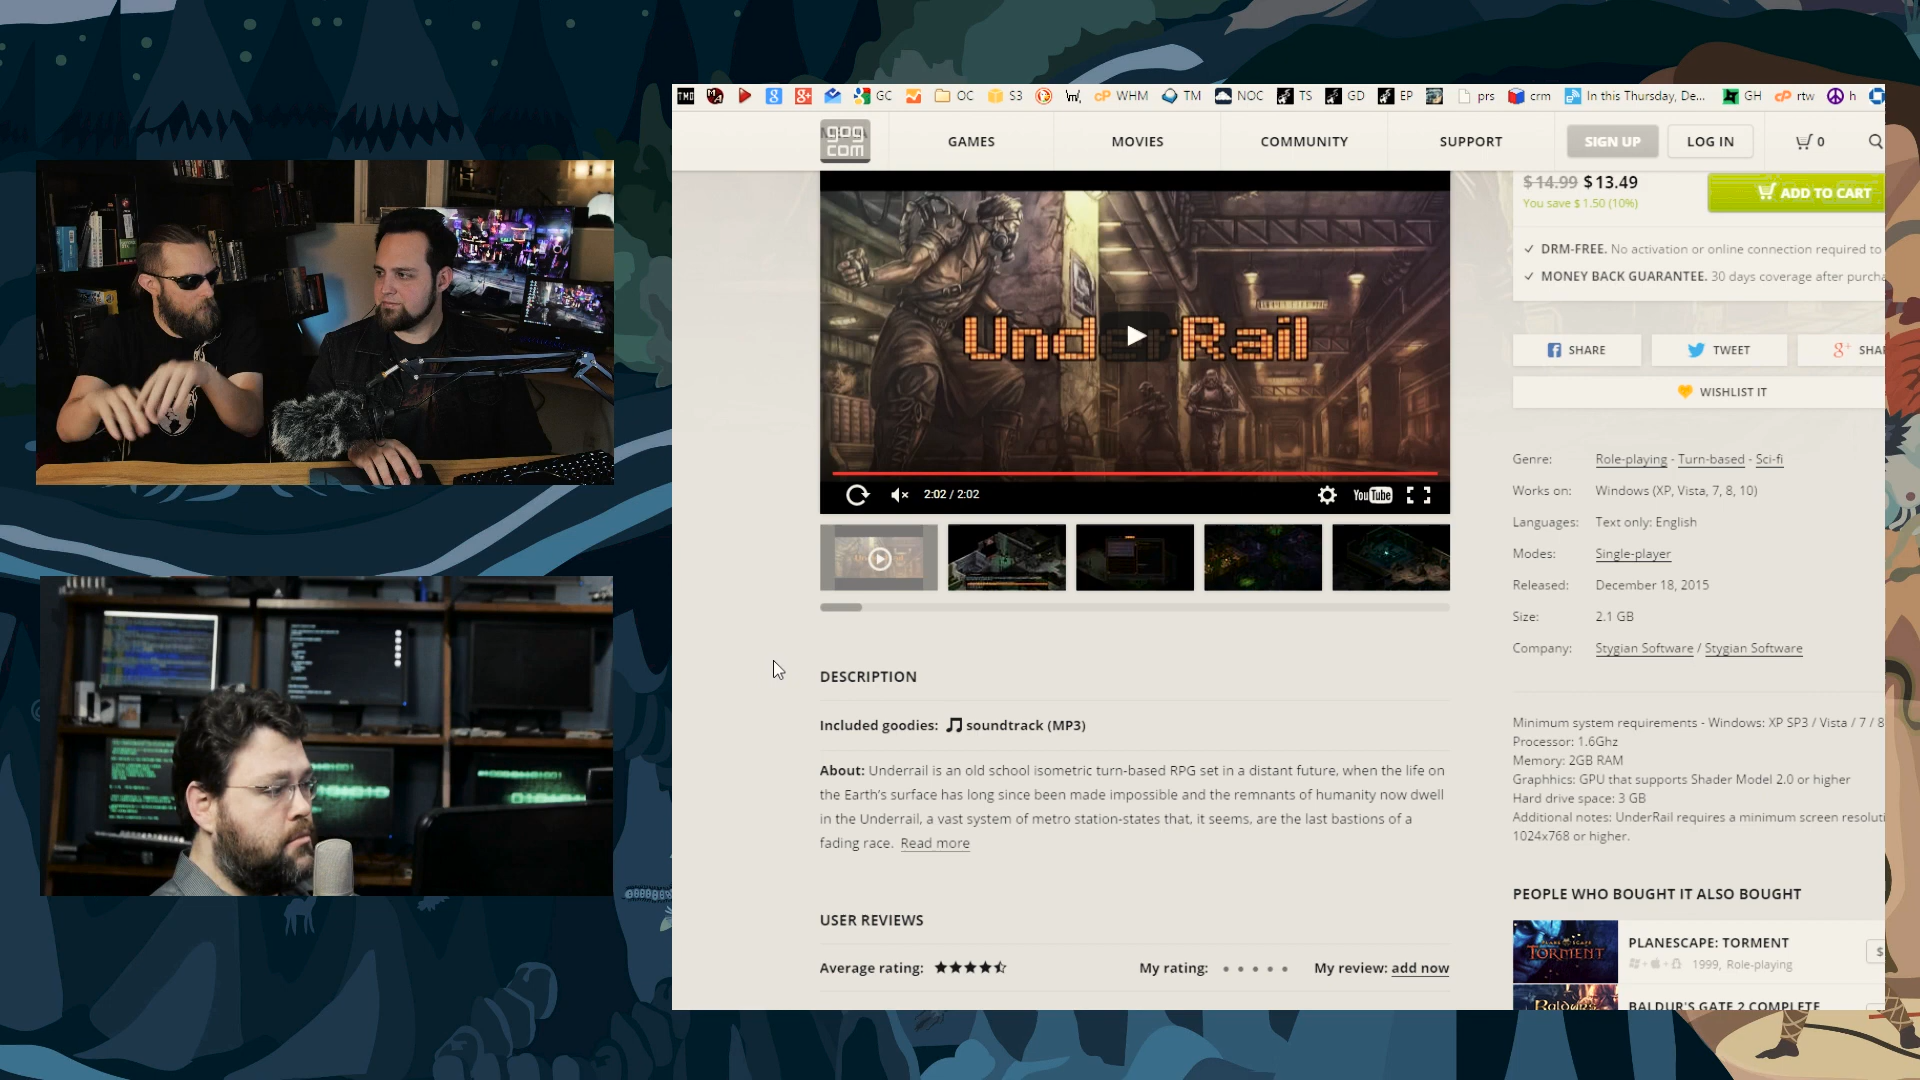 TMD
GC
OC
S3
\m/,
cP WHM
TM
NOC
TS
GD
EP
prs
crm
In this Thursday, De...
GH
cP rtw
h
gog
com
GAMES
MOVIES
COMMUNITY
SUPPORT
SIGN UP
LOG IN
0
$ 14.99 $ 13.49
You save $ 1.50 (10%)
ADD TO CART
DRM-FREE. No activation or online connection required to
MONEY BACK GUARANTEE. 30 days coverage after purcha
UnderRail
SHARE
TWEET
SHA
WISHLIST IT
2:02 / 2:02
YouTube
Genre: Role-playing - Turn-based - Sci-fi
Works on: Windows (XP, Vista, 7, 8, 10)
Languages: Text only: English
Modes: Single-player
Released: December 18, 2015
Size: 2.1 GB
Company: Stygian Software / Stygian Software
DESCRIPTION
Included goodies: soundtrack (MP3)
About: Underrail is an old school isometric turn-based RPG set in a distant future, when the life on
the Earth's surface has long since been made impossible and the remnants of humanity now dwell
in the Underrail, a vast system of metro station-states that, it seems, are the last bastions of a
fading race. Read more
Minimum system requirements - Windows: XP SP3 / Vista / 7 / 8
Processor: 1.6Ghz
Memory: 2GB RAM
Graphhics: GPU that supports Shader Model 2.0 or higher
Hard drive space: 3 GB
Additional notes: UnderRail requires a minimum screen resoluti
1024x768 or higher.
USER REVIEWS
Average rating:
My rating:
My review: add now
PEOPLE WHO BOUGHT IT ALSO BOUGHT
TORMENT
PLANESCAPE: TORMENT
1999, Role-playing
$
Baldur's
BALDUR'S GATE 2 COMPLETE